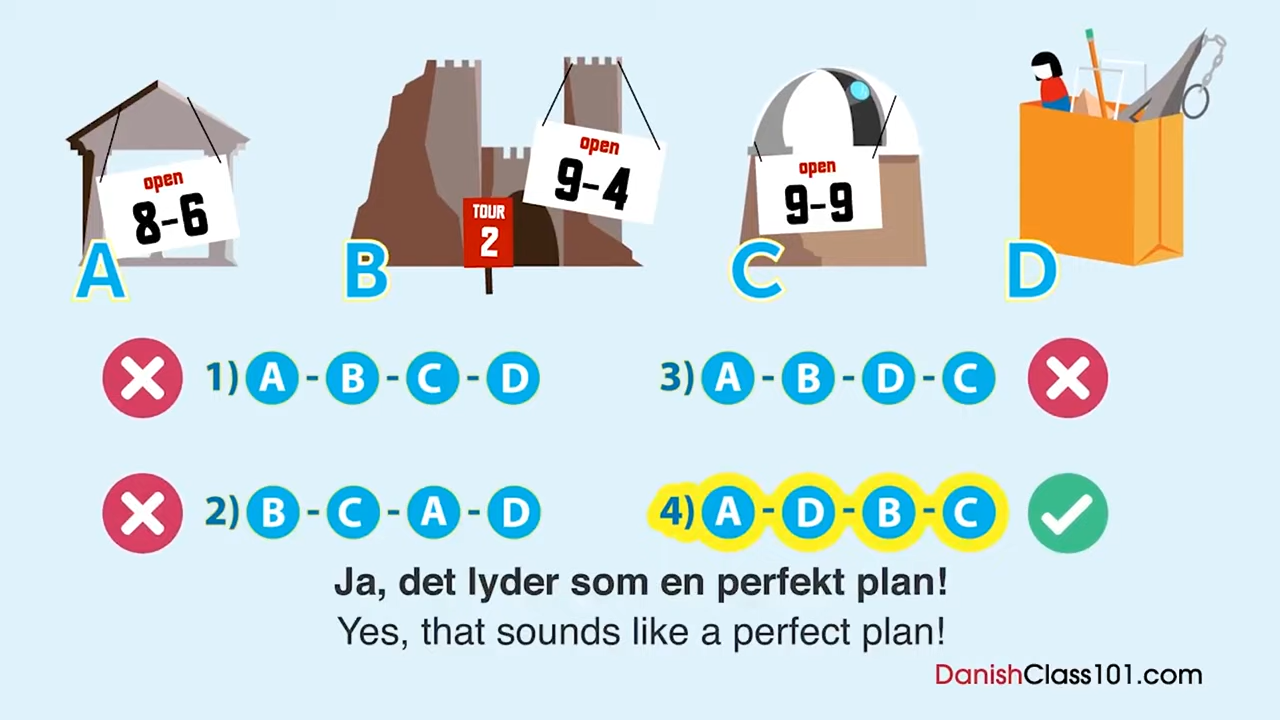 open
8-6
open
9-4
TOUR
2
open
9-9
A
B
C
D
1) A - B - C - D
3) A - B - D - C
2) B - C - A - D
4) A - D - B - C
Ja, det lyder som en perfekt plan!
Yes, that sounds like a perfect plan!
DanishClass101.com